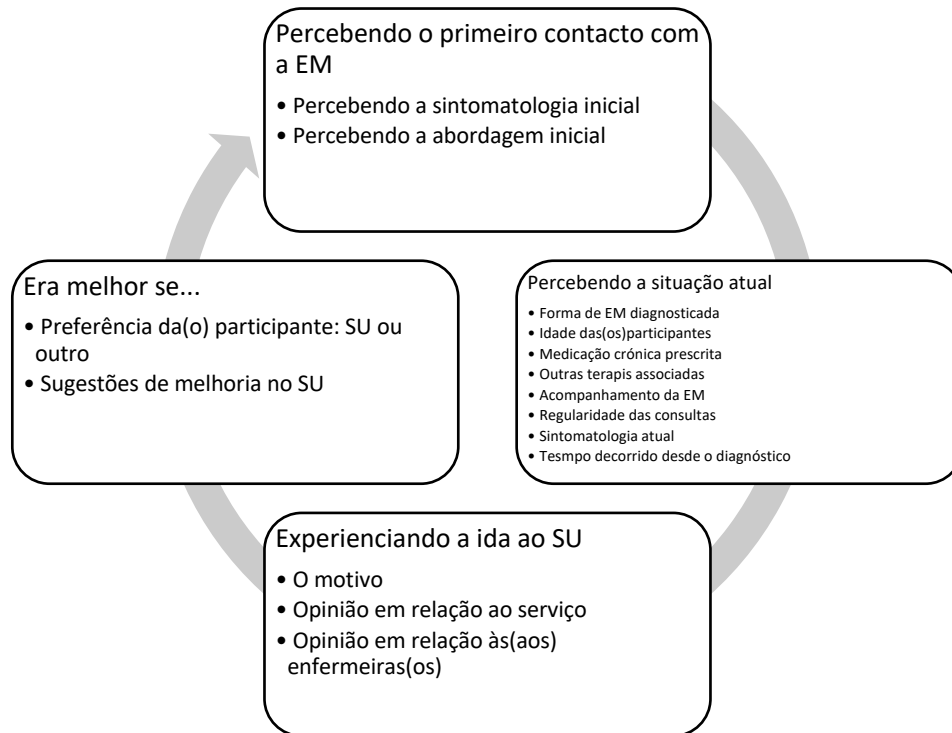 Percebendo o primeiro contacto com
a EM
• Percebendo a sintomatologia inicial
• Percebendo a abordagem inicial
Percebendo a situação atual
• Forma de EM diagnosticada
• Idade das(os)participantes
• Medicação crónica prescrita
• Outras terapis associadas
• Acompanhamento da EM
• Regularidade das consultas
• Sintomatologia atual
• Tesmpo decorrido desde o diagnóstico
Experienciando a ida ao SU
• O motivo
• Opinião em relação ao serviço
• Opinião em relação às(aos)
enfermeiras(os)
Era melhor se...
• Preferência da(o) participante: SU ou
outro
• Sugestões de melhoria no SU